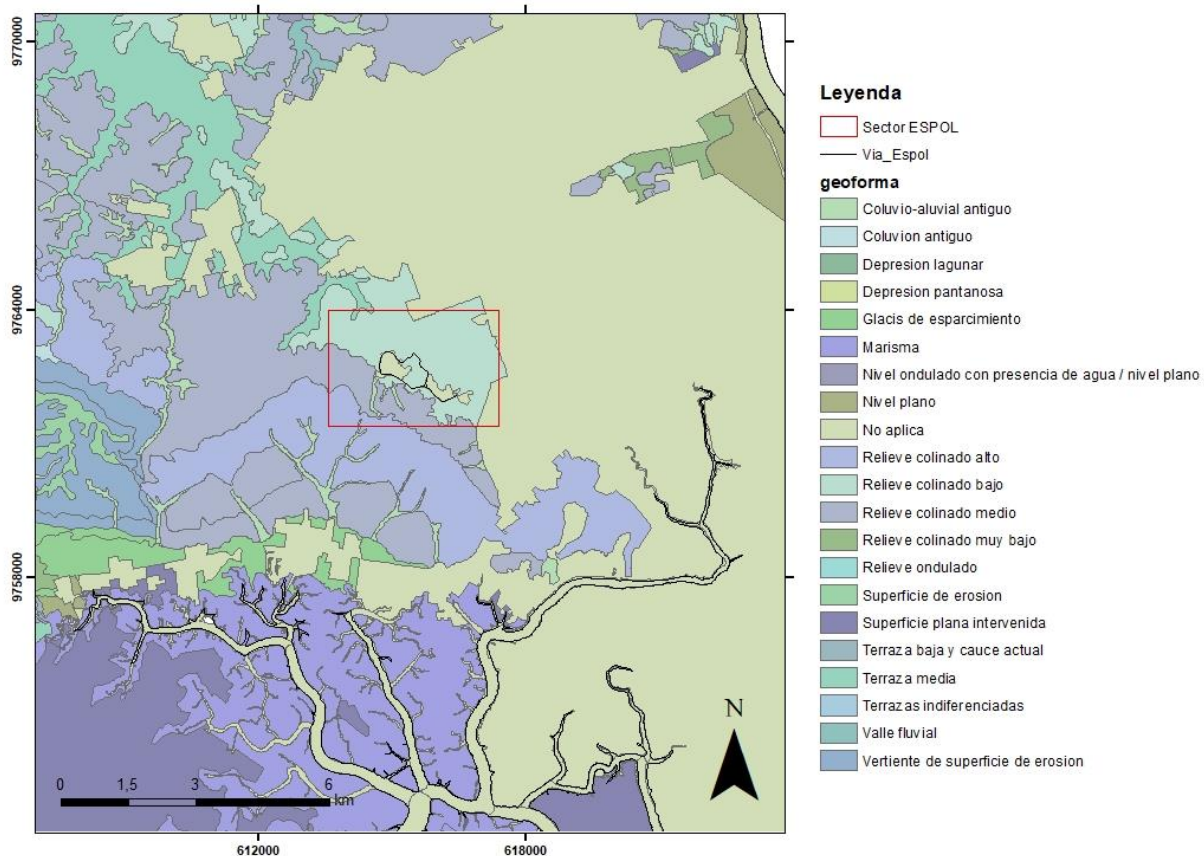 9770000
9764000
9758000
N
0
1,5
3
6
km
612000
618000
Leyenda
Sector ESPOL
Via_Espol
geoforma
Coluvio-aluvial antiguo
Coluvion antiguo
Depresion lagunar
Depresion pantanosa
Glacis de esparcimiento
Marisma
Nivel ondulado con presencia de agua / nivel plano
Nivel plano
No aplica
Relieve colinado alto
Relieve colinado bajo
Relieve colinado medio
Relieve colinado muy bajo
Relieve ondulado
Superficie de erosion
Superficie plana intervenida
Terraza baja y cauce actual
Terraza media
Terrazas indiferenciadas
Valle fluvial
Vertiente de superficie de erosion